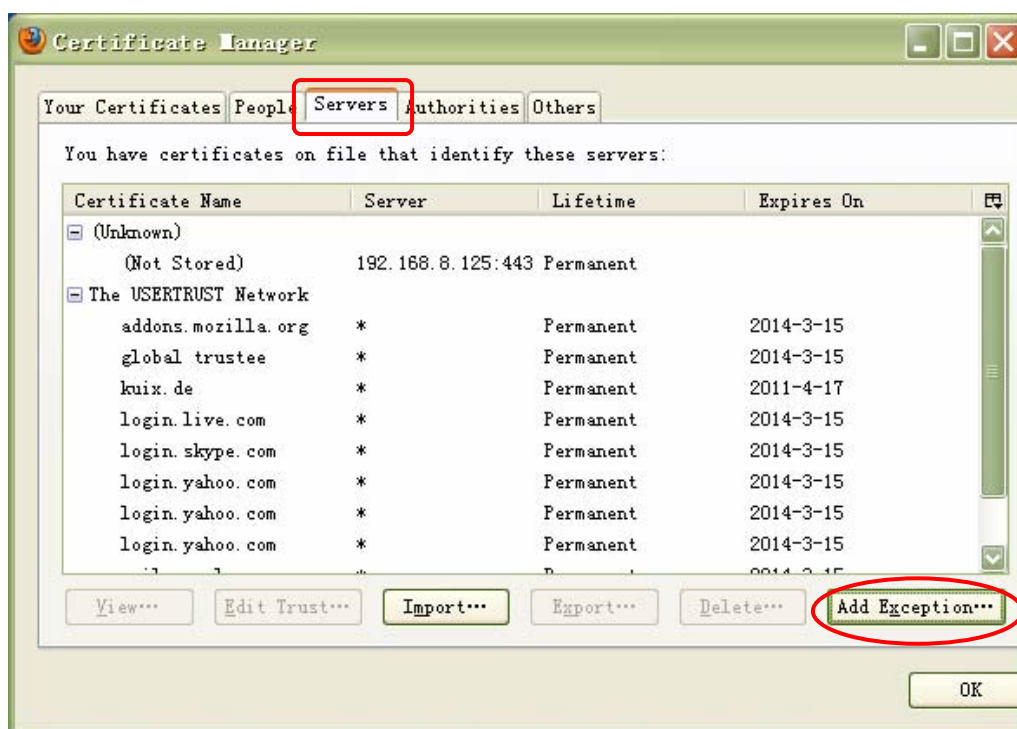 Certificate Manager
Your Certificates People Servers Authorities Others
You have certificates on file that identify these servers:
Certificate Name Server Lifetime Expires On
(Unknown)
(Not Stored) 192.168.8.125:443 Permanent
The USERTRUST Network
addons.mozilla.org * Permanent 2014-3-15
global trustee * Permanent 2014-3-15
kuix.de * Permanent 2011-4-17
login.live.com * Permanent 2014-3-15
login.skype.com * Permanent 2014-3-15
login.yahoo.com * Permanent 2014-3-15
login.yahoo.com * Permanent 2014-3-15
login.yahoo.com * Permanent 2014-3-15
View… Edit Trust… Import… Export… Delete… Add Exception…
OK